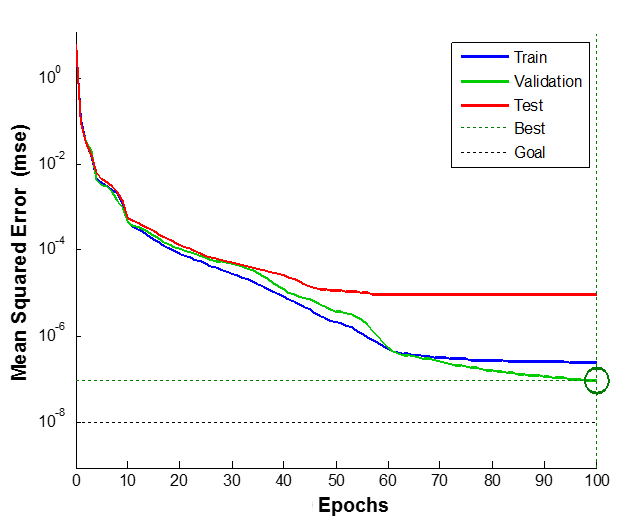 Train
Validation
Test
Best
Goal
Mean Squared Error (mse)
10^0
10^-2
10^-4
10^-6
10^-8
0 10 20 30 40 50 60 70 80 90 100
Epochs